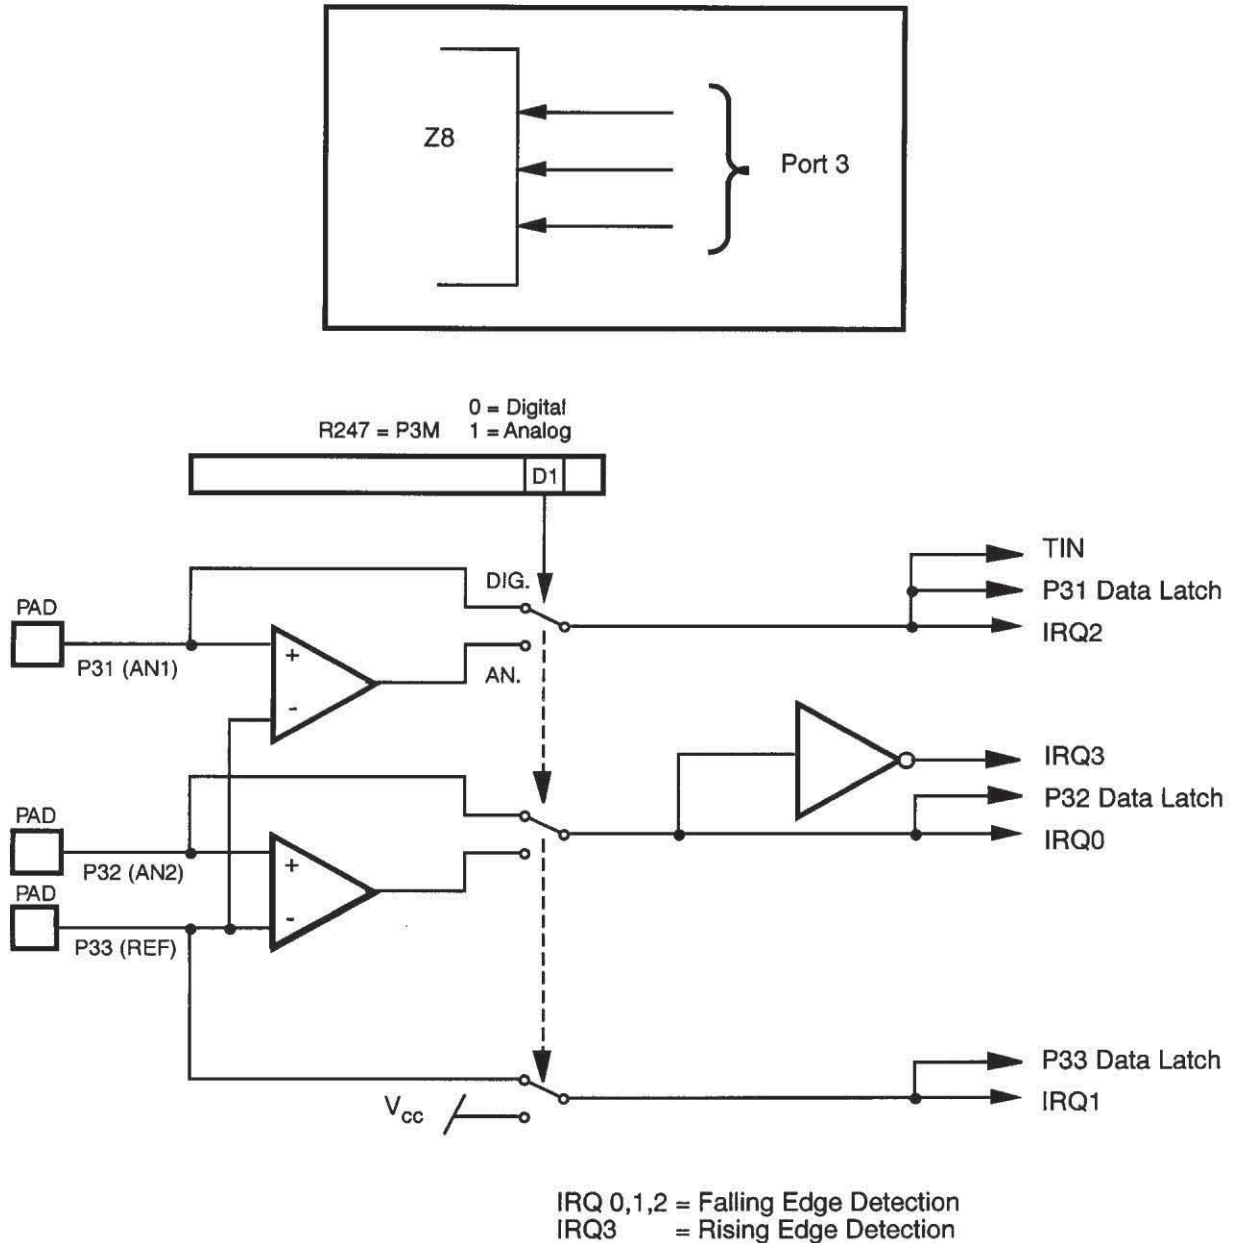 Z8
Port 3
0 = Digital
R247 = P3M 1 = Analog
D1
TIN
DIG.
P31 Data Latch
PAD
IRQ2
P31 (AN1)
+
AN.
-
IRQ3
P32 Data Latch
PAD
IRQ0
P32 (AN2)
+
PAD
-
P33 (REF)
P33 Data Latch
Vcc
IRQ1
IRQ 0,1,2 = Falling Edge Detection
IRQ3 = Rising Edge Detection